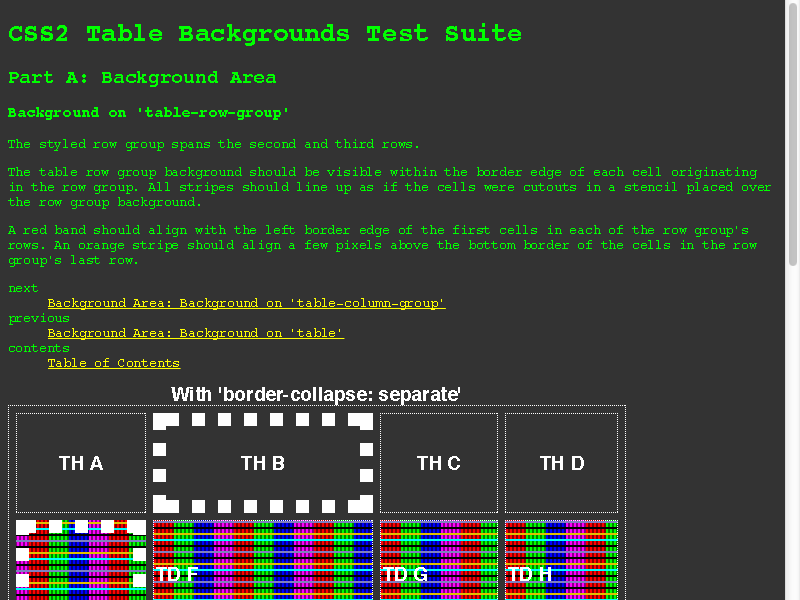 CSS2 Table Backgrounds Test Suite
Part A: Background Area
Background on 'table-row-group'
The styled row group spans the second and third rows.
The table row group background should be visible within the border edge of each cell originating
in the row group. All stripes should line up as if the cells were cutouts in a stencil placed over
the row group background.
A red band should align with the left border edge of the first cells in each of the row group's
rows. An orange stripe should align a few pixels above the bottom border of the cells in the row
group's last row.
next
Background Area: Background on 'table-column-group'
previous
Background Area: Background on 'table'
contents
Table of Contents
With 'border-collapse: separate'
TH A TH B TH C TH D
TD F TD G TD H